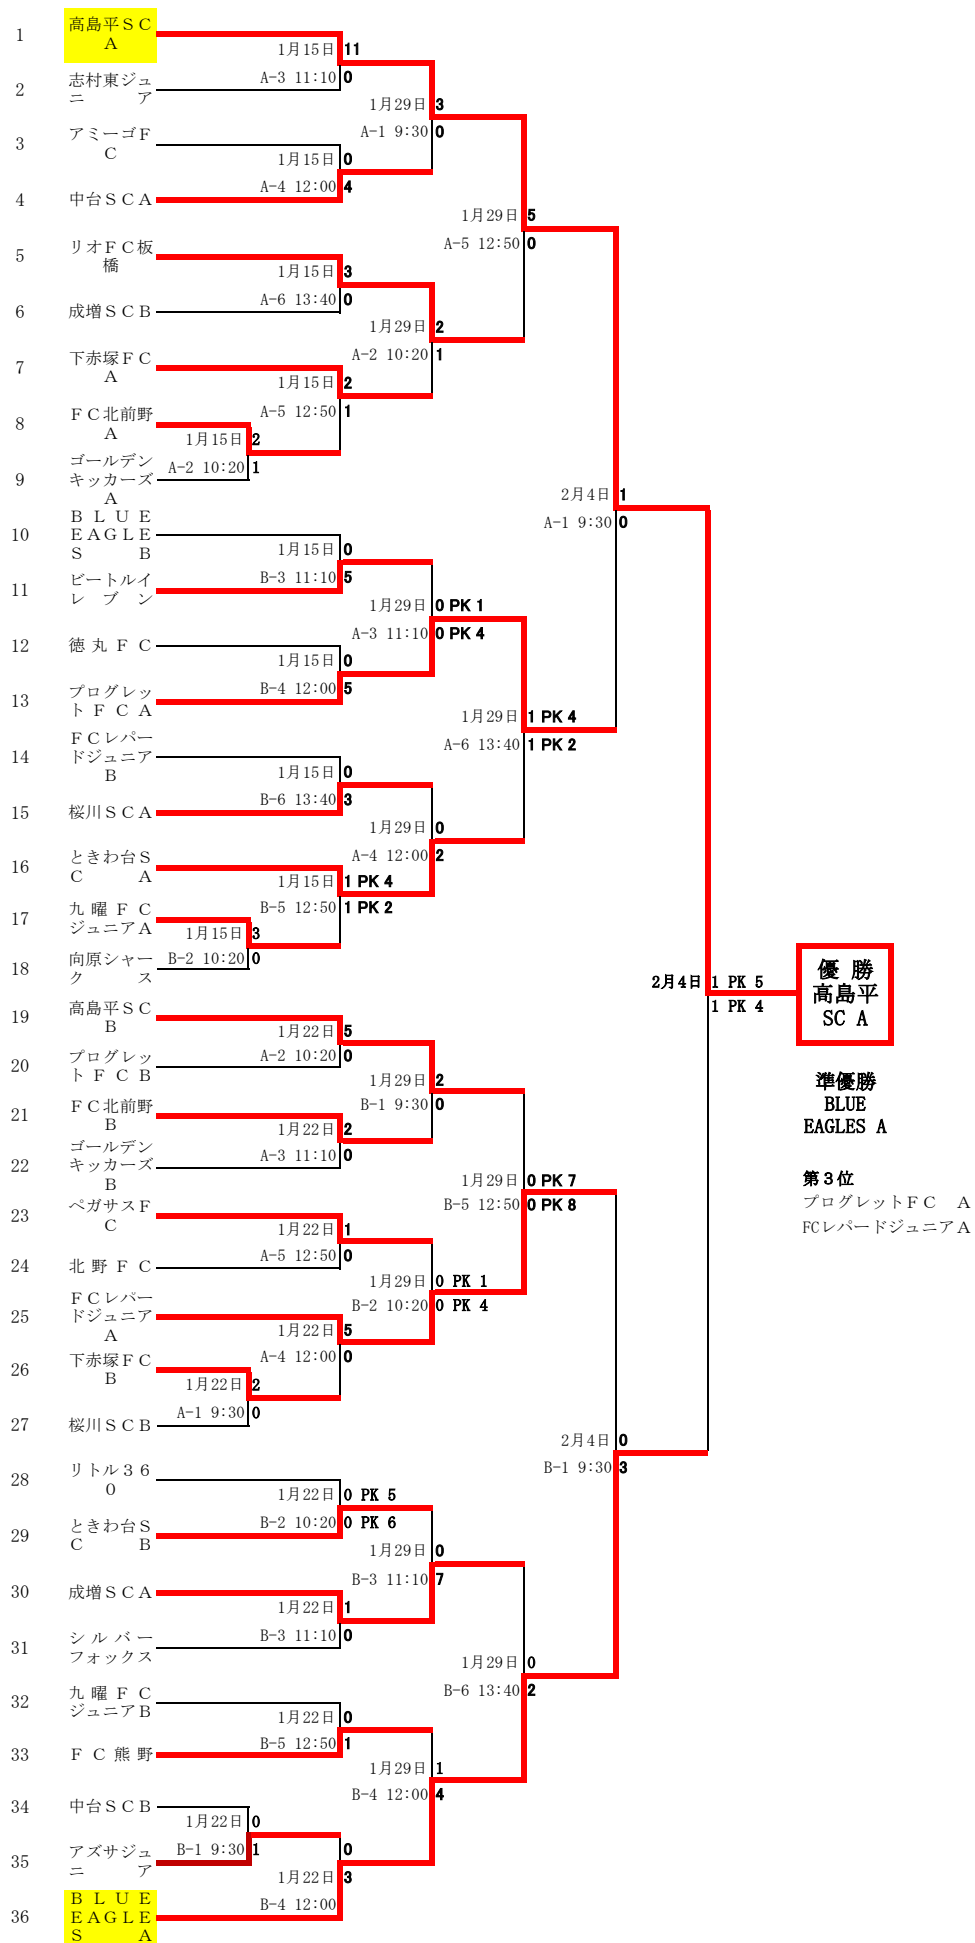 1
高島平ＳＣ
Ａ
1月15日 11
A-3 11:10 0
2
志村東ジュ
ニ　ア
1月29日 3
A-1 9:30 0
3
アミーゴＦ
Ｃ
1月15日 0
A-4 12:00 4
4
中台ＳＣＡ
1月29日 5
A-5 12:50 0
5
リオＦＣ板
橋
1月15日 3
A-6 13:40 0
6
成増ＳＣＢ
1月29日 2
A-2 10:20 1
7
下赤塚ＦＣ
Ａ
1月15日 2
A-5 12:50 1
8
ＦＣ北前野
Ａ
1月15日 2
A-2 10:20 1
9
ゴールデン
キッカーズ
Ａ
2月4日 1
A-1 9:30 0
10
ＢＬＵＥ
ＥＡＧＬＥ
Ｓ　Ｂ
1月15日 0
B-3 11:10 5
11
ビートルイ
レブン
1月29日 0 PK 1
A-3 11:10 0 PK 4
12
徳丸ＦＣ
1月15日 0
B-4 12:00 5
13
プログレッ
トＦＣＡ
1月29日 1 PK 4
A-6 13:40 1 PK 2
14
ＦＣレパー
ドジュニア
Ｂ
1月15日 0
B-6 13:40 3
15
桜川ＳＣＡ
1月29日 0
A-4 12:00 2
16
ときわ台Ｓ
Ｃ　Ａ
1月15日 1 PK 4
B-5 12:50 1 PK 2
17
九曜ＦＣ
ジュニアＡ
1月15日 3
B-2 10:20 0
18
向原シャー
ク　ス
2月4日 1 PK 5
1 PK 4
優 勝
高島平
SC A
準優勝
BLUE
EAGLES A
第３位
プログレットＦＣ　Ａ
FCレパードジュニアＡ
19
高島平ＳＣ
Ｂ
1月22日 5
A-2 10:20 0
20
プログレッ
トＦＣＢ
1月29日 2
B-1 9:30 0
21
ＦＣ北前野
Ｂ
1月22日 2
A-3 11:10 0
22
ゴールデン
キッカーズ
Ｂ
1月29日 0 PK 7
B-5 12:50 0 PK 8
23
ペガサスＦ
Ｃ
1月22日 1
A-5 12:50 0
24
北野ＦＣ
1月29日 0 PK 1
B-2 10:20 0 PK 4
25
ＦＣレパー
ドジュニア
Ａ
1月22日 5
A-4 12:00 0
26
下赤塚ＦＣ
Ｂ
1月22日 2
A-1 9:30 0
27
桜川ＳＣＢ
2月4日 0
B-1 9:30 3
28
リトル３６
０
1月22日 0 PK 5
B-2 10:20 0 PK 6
29
ときわ台Ｓ
Ｃ　Ｂ
1月29日 0
B-3 11:10 7
30
成増ＳＣＡ
1月22日 1
B-3 11:10 0
31
シルバー
フォックス
1月29日 0
B-6 13:40 2
32
九曜ＦＣ
ジュニアＢ
1月22日 0
B-5 12:50 1
33
ＦＣ熊野
1月29日 1
B-4 12:00 4
34
中台ＳＣＢ
1月22日 0
B-1 9:30 1
35
アズサジュ
ニ　ア
0
1月22日 3
B-4 12:00
36
ＢＬＵＥ
ＥＡＧＬＥ
Ｓ　Ａ